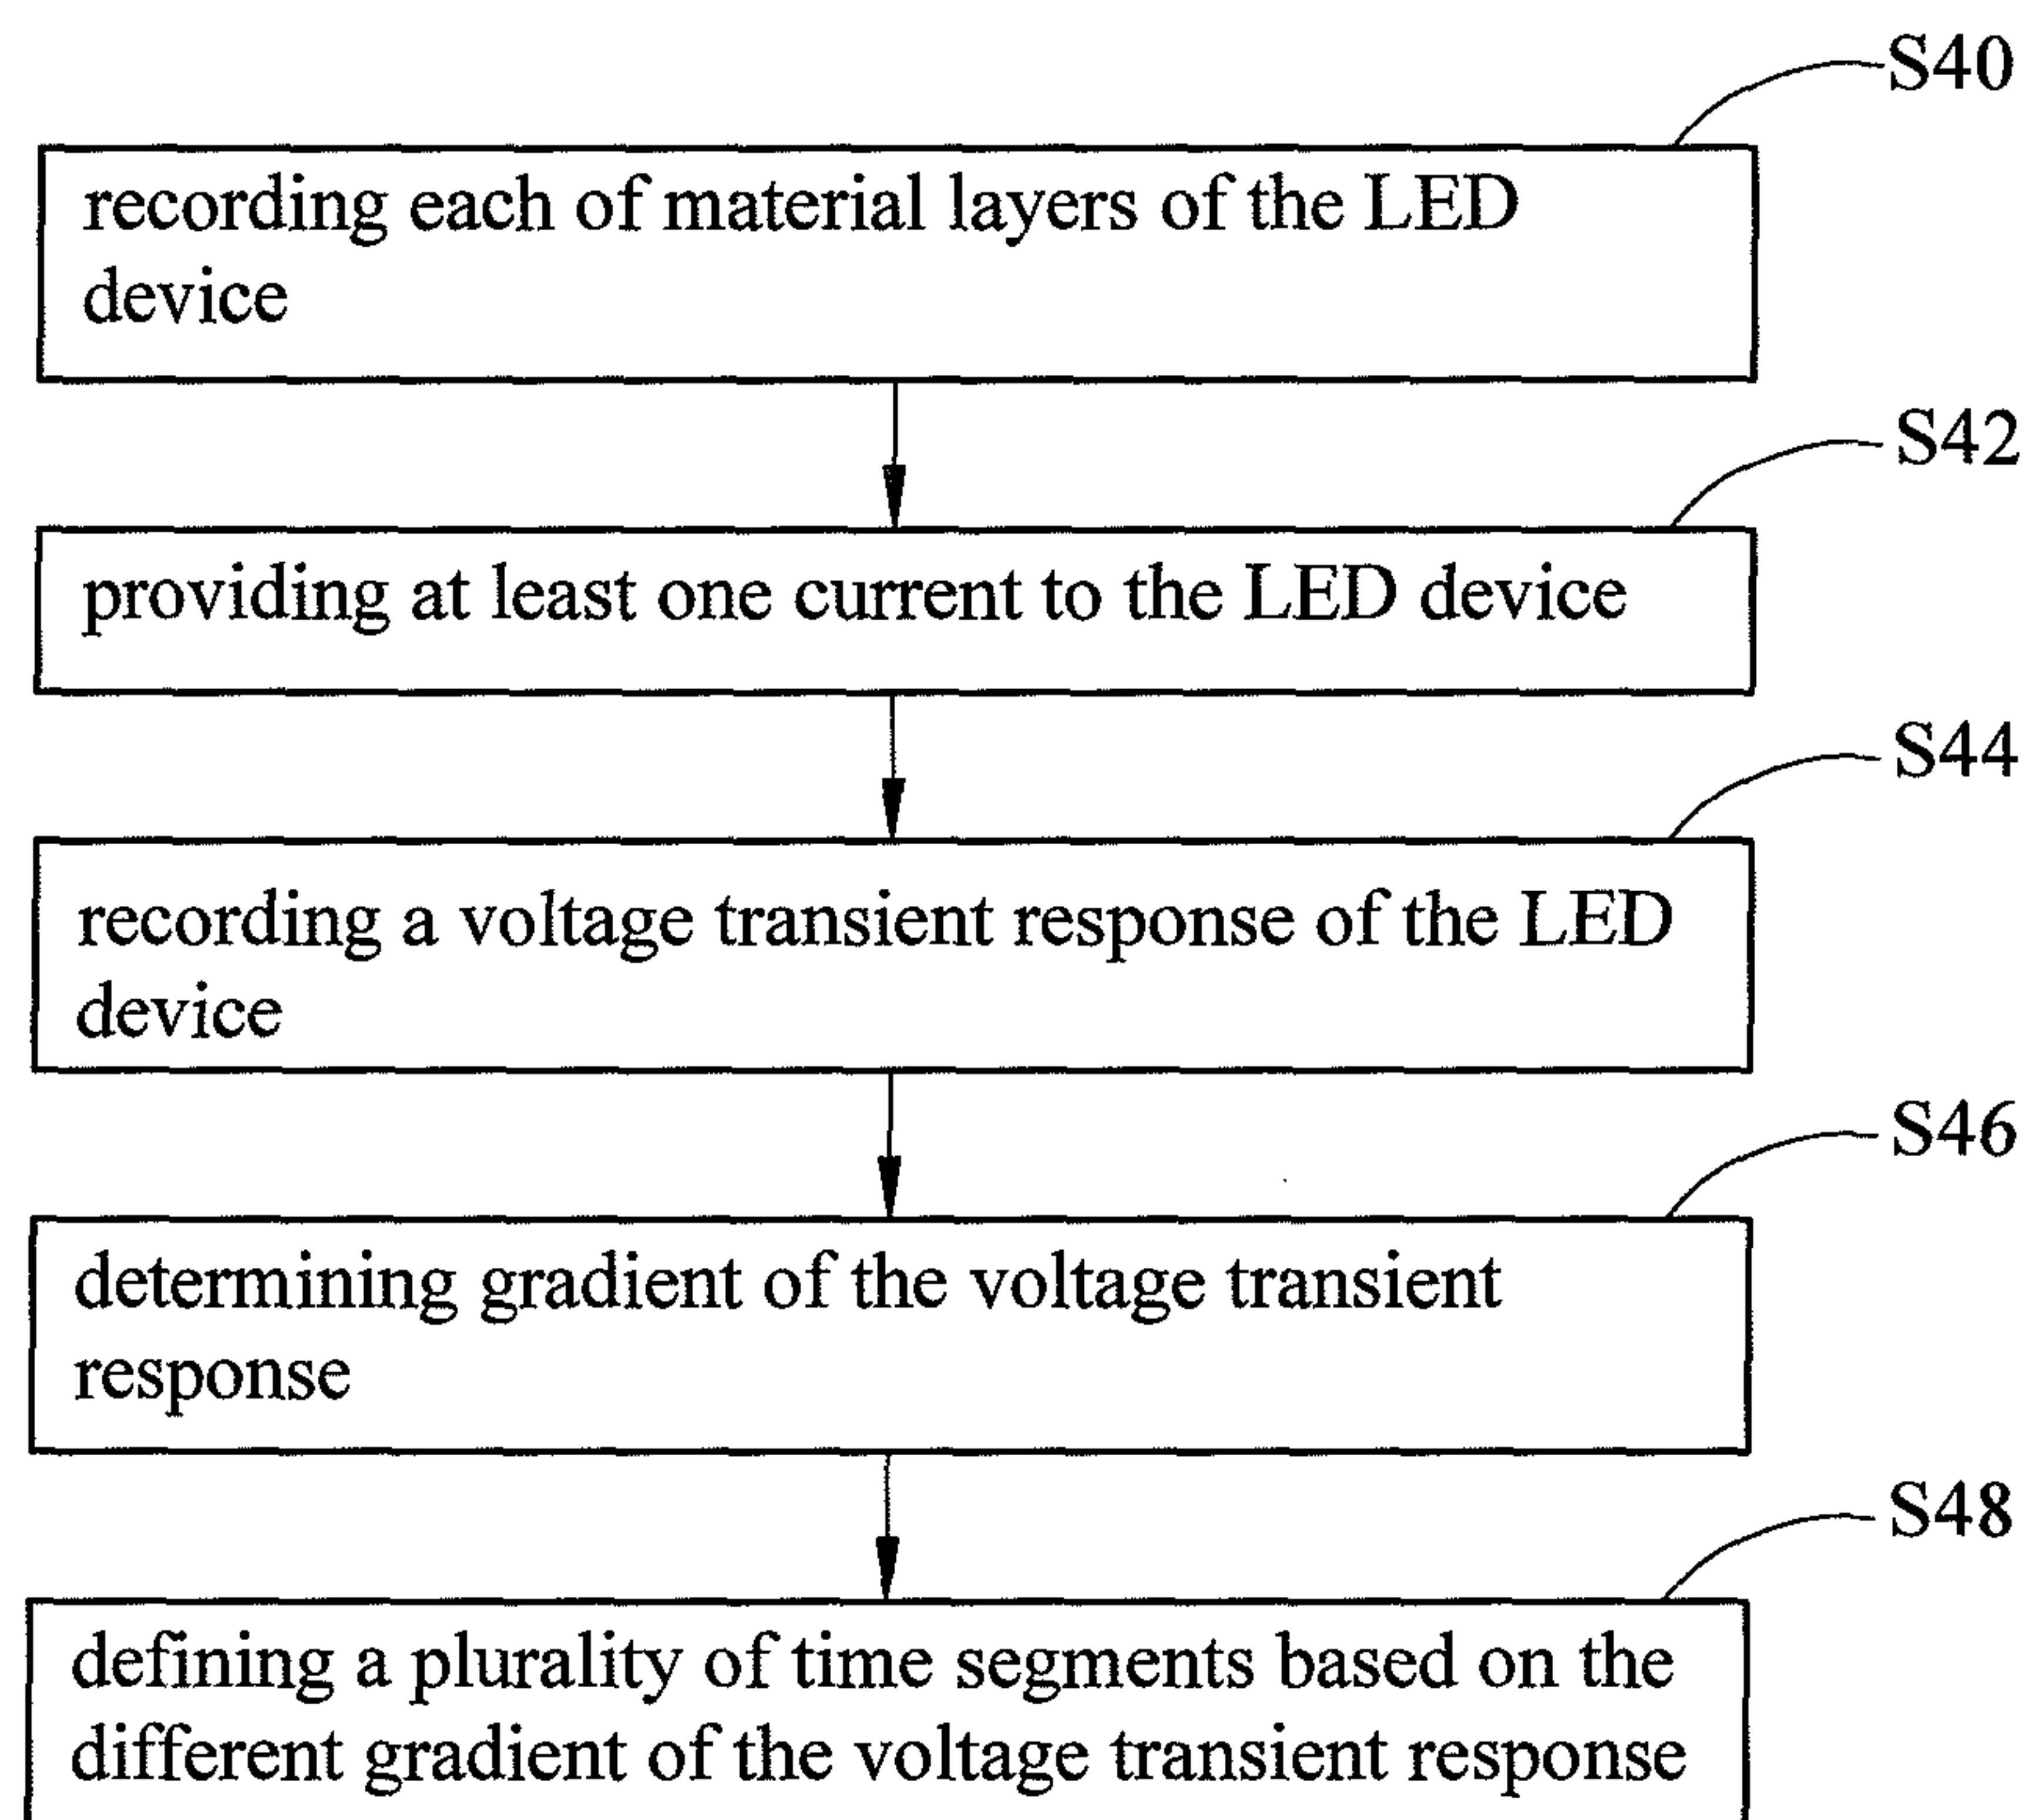 S40
recording each of material layers of the LED
device
S42
providing at least one current to the LED device
S44
recording a voltage transient response of the LED
device
S46
determining gradient of the voltage transient
response
S48
defining a plurality of time segments based on the
different gradient of the voltage transient response